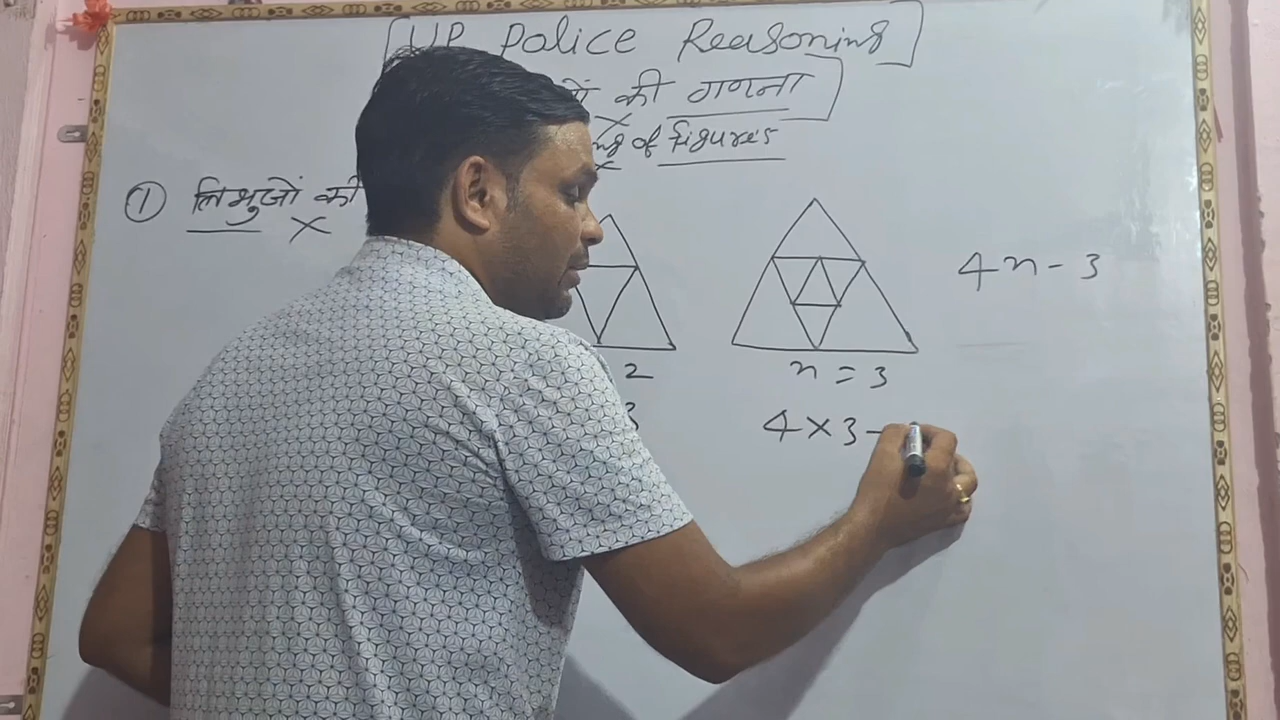 UP Police Reasoning
की गणना
of figures
① त्रिभुजों की
4n - 3
2
n = 3
3
4 × 3 -